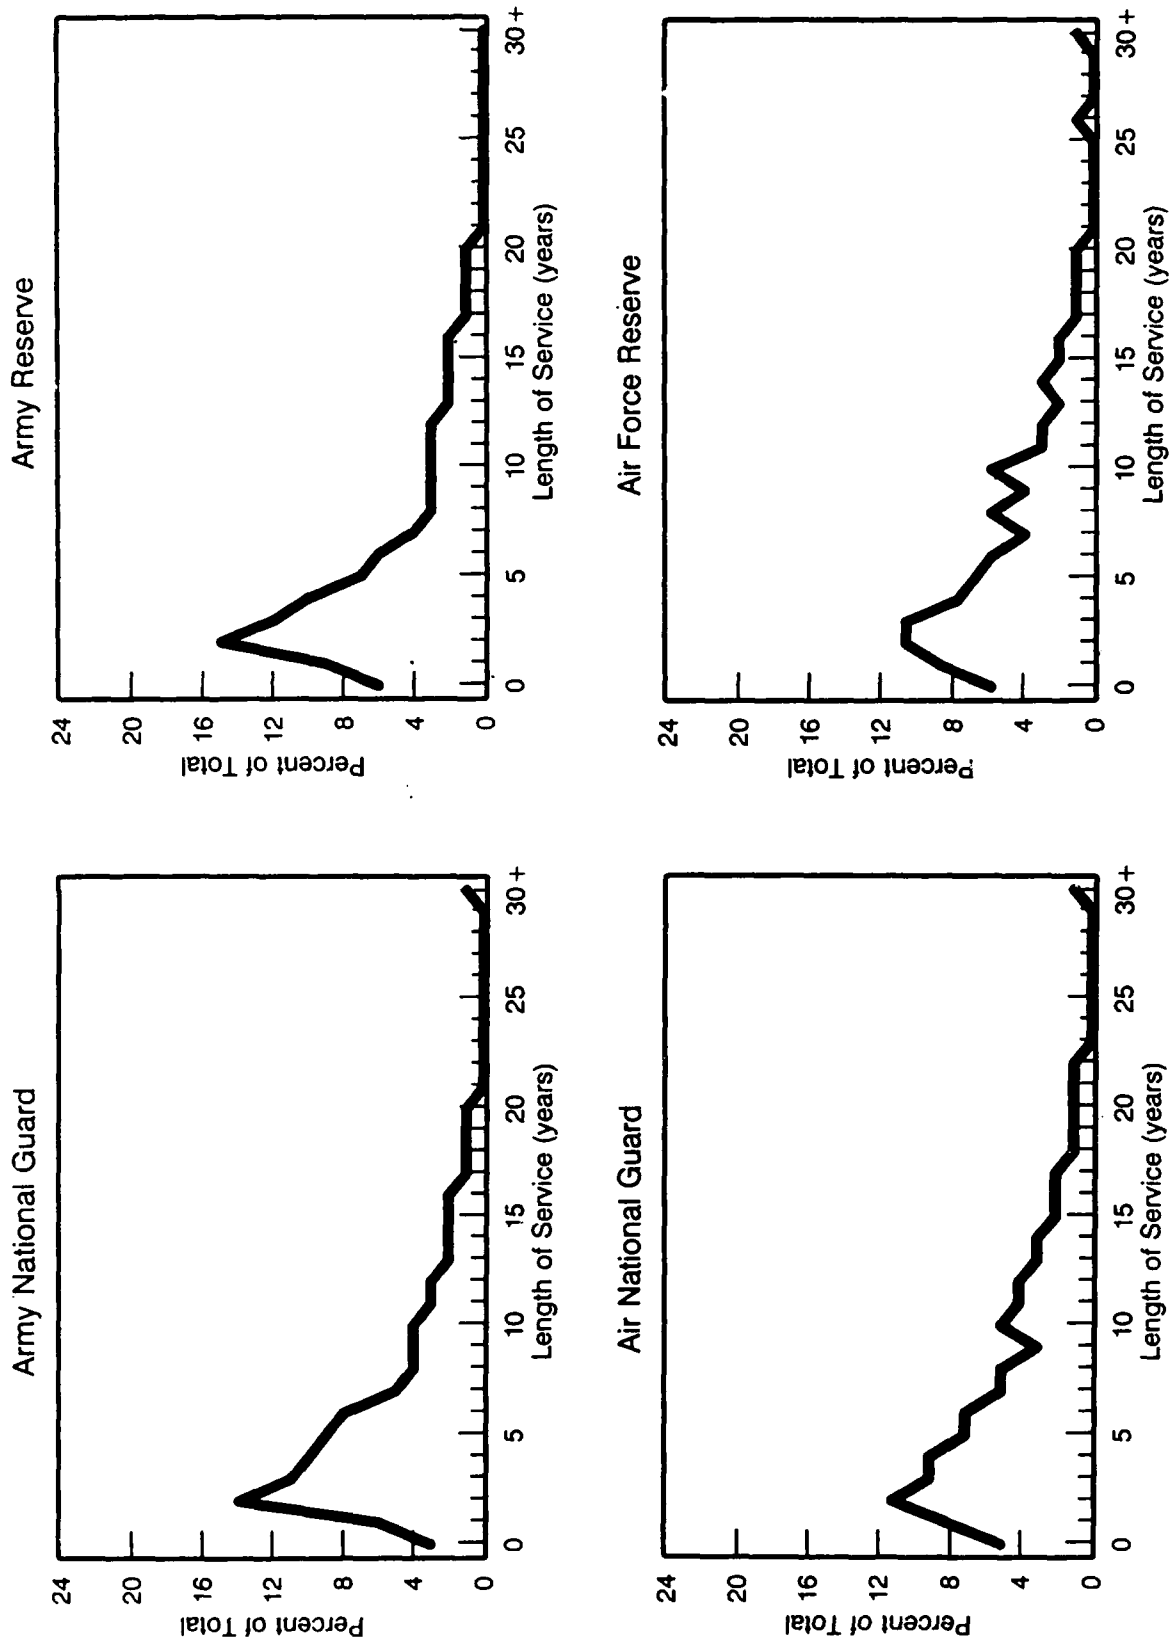 Army National Guard
Percent of Total
24
20
16
12
8
4
0
0 5 10 15 20 25 30+
Length of Service (years)
Army Reserve
Percent of Total
24
20
16
12
8
4
0
0 5 10 15 20 25 30+
Length of Service (years)
Air National Guard
Percent of Total
24
20
16
12
8
4
0
0 5 10 15 20 25 30+
Length of Service (years)
Air Force Reserve
Percent of Total
24
20
16
12
8
4
0
0 5 10 15 20 25 30+
Length of Service (years)